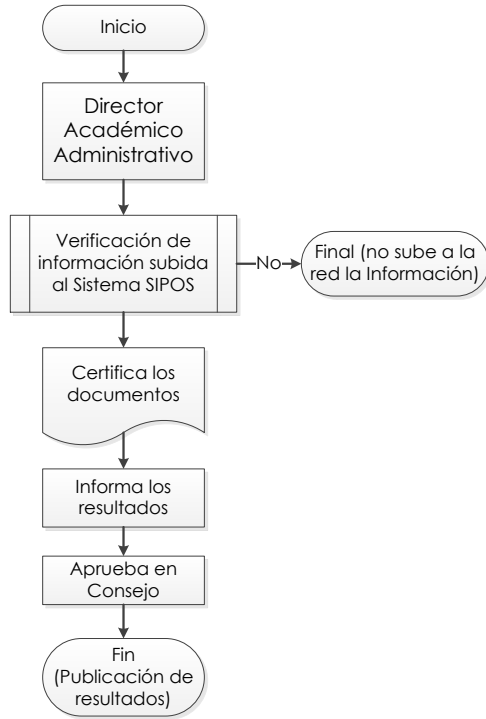 Inicio
Director
Académico
Administrativo
Verificación de
información subida
al Sistema SIPOS
No
Final (no sube a la
red la Información)
Certifica los
documentos
Informa los
resultados
Aprueba en
Consejo
Fin
(Publicación de
resultados)